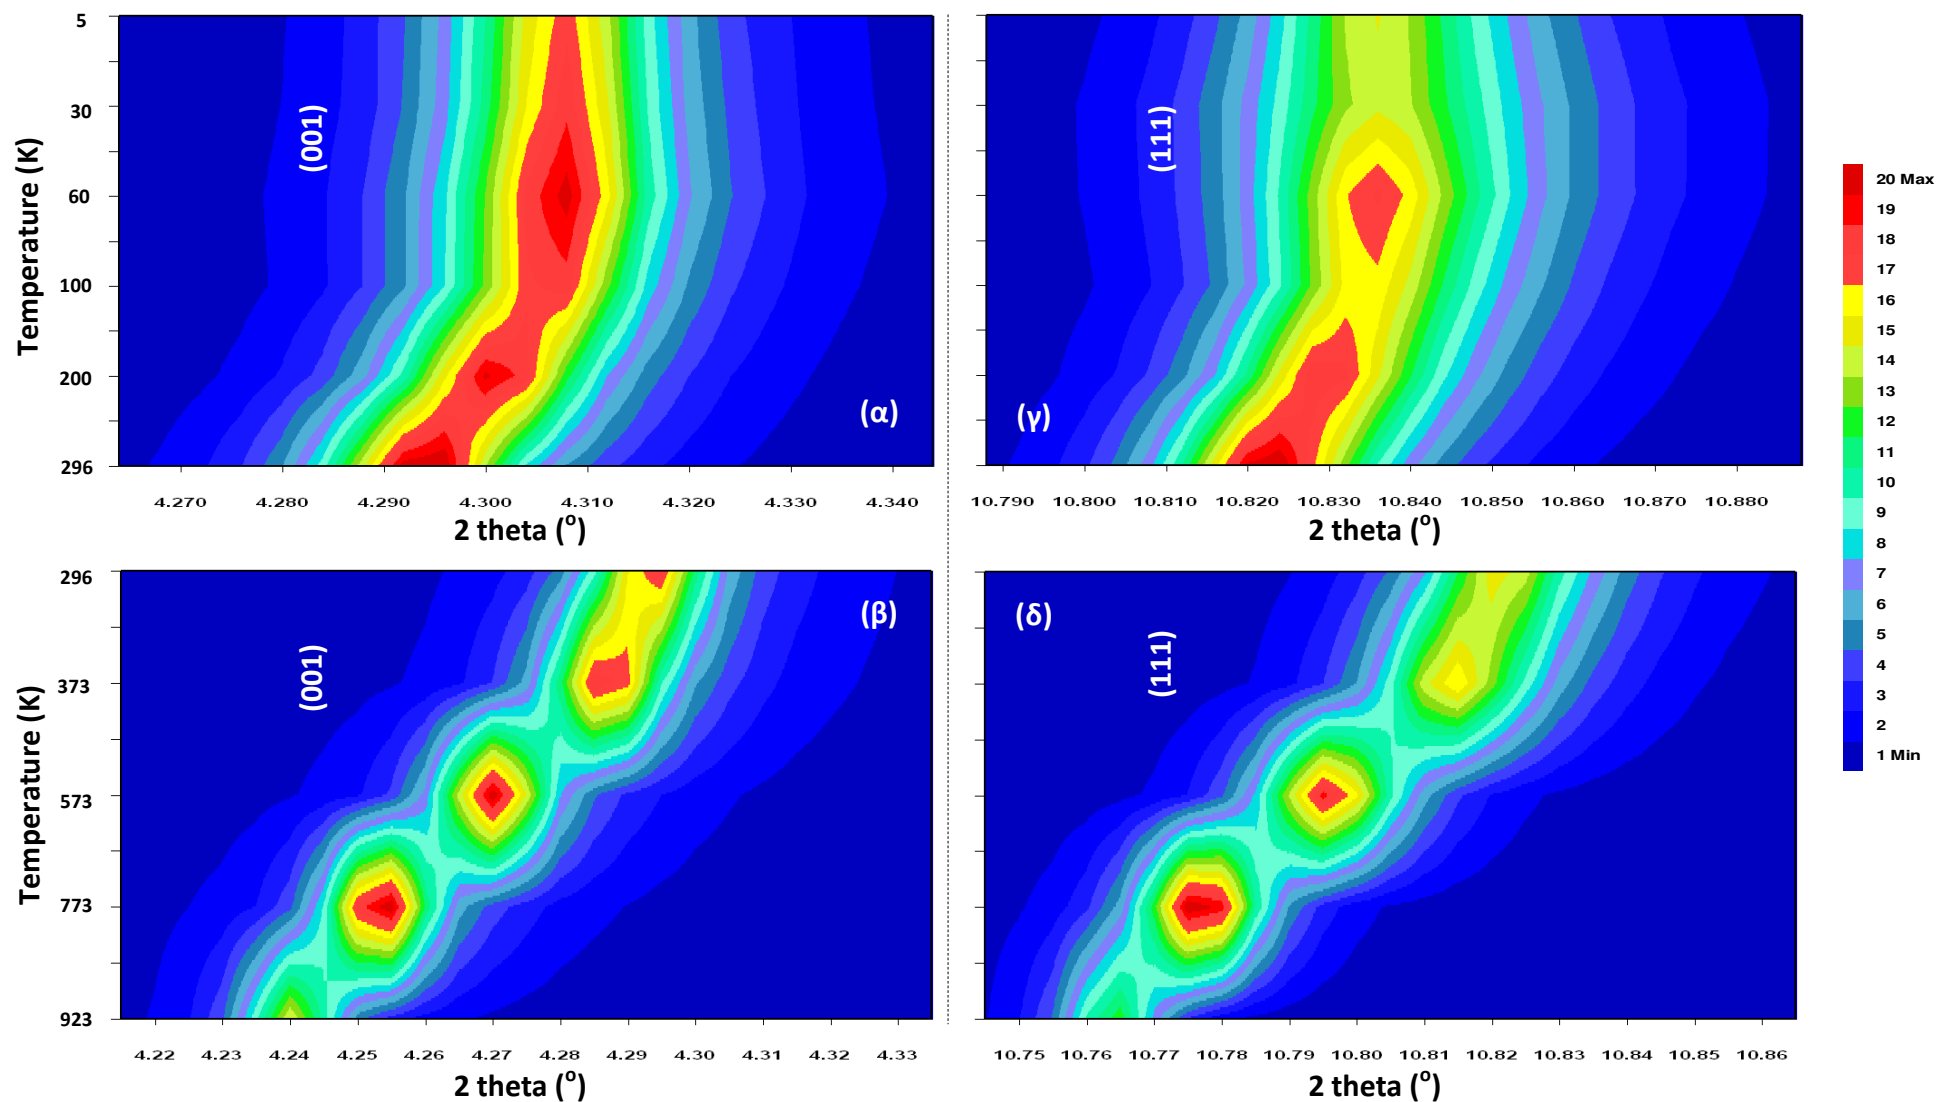 5
30
60
100
200
296
Temperature (K)
(001)
(α)
4.270 4.280 4.290 4.300 4.310 4.320 4.330 4.340
2 theta (o)
(111)
(γ)
10.790 10.800 10.810 10.820 10.830 10.840 10.850 10.860 10.870 10.880
2 theta (o)
20 Max
19
18
17
16
15
14
13
12
11
10
9
8
7
6
5
4
3
2
1 Min
296
373
573
773
923
Temperature (K)
(001)
(β)
4.22 4.23 4.24 4.25 4.26 4.27 4.28 4.29 4.30 4.31 4.32 4.33
2 theta (o)
(δ)
(111)
10.75 10.76 10.77 10.78 10.79 10.80 10.81 10.82 10.83 10.84 10.85 10.86
2 theta (o)